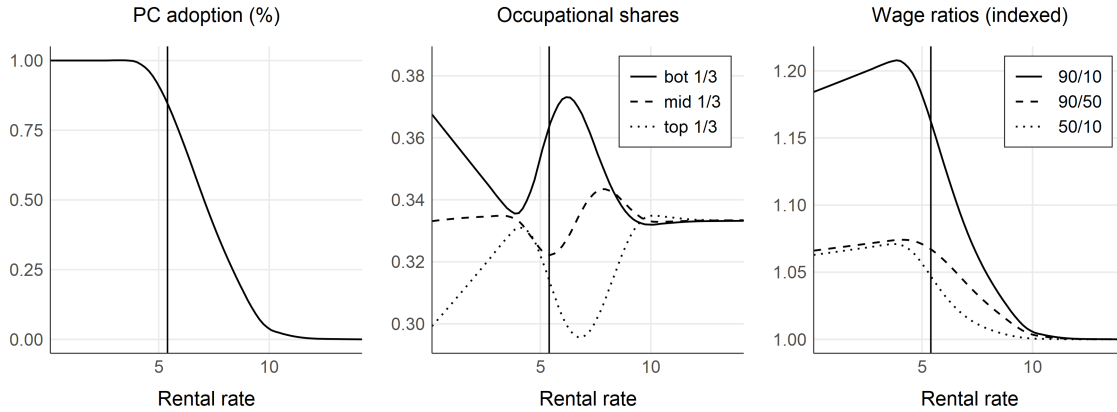 PC adoption (%)
1.00
0.75
0.50
0.25
0.00
5 10
Rental rate
Occupational shares
0.38
0.36
0.34
0.32
0.30
bot 1/3
mid 1/3
top 1/3
5 10
Rental rate
Wage ratios (indexed)
1.20
1.15
1.10
1.05
1.00
90/10
90/50
50/10
5 10
Rental rate